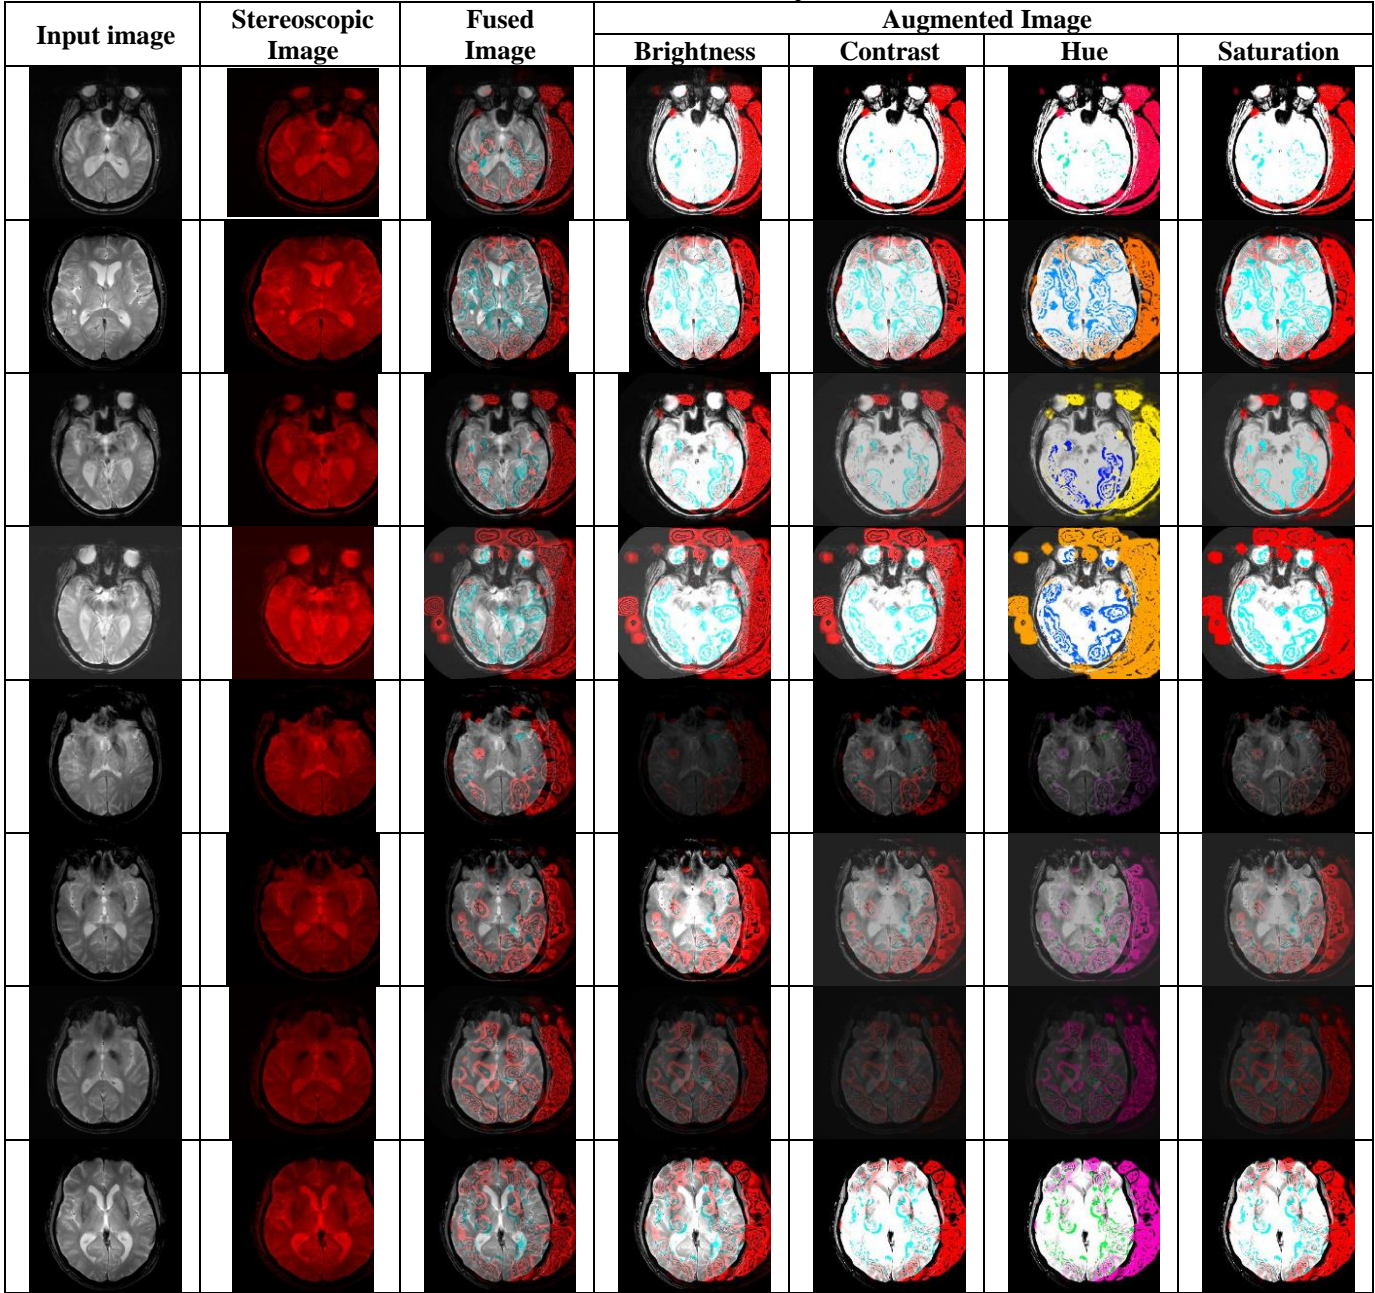 Input image
Stereoscopic
Image
Fused
Image
Augmented Image
Brightness
Contrast
Hue
Saturation